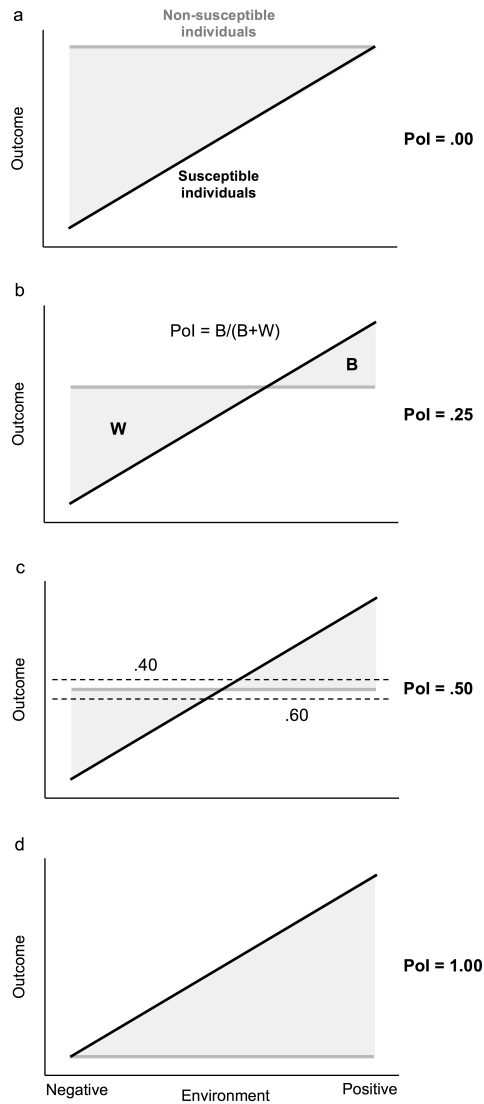 a
Non-susceptible
individuals
Outcome
Susceptible
individuals
PoI = .00
b
PoI = B/(B+W)
B
W
Outcome
PoI = .25
c
.40
.60
Outcome
PoI = .50
d
Outcome
PoI = 1.00
Negative
Environment
Positive